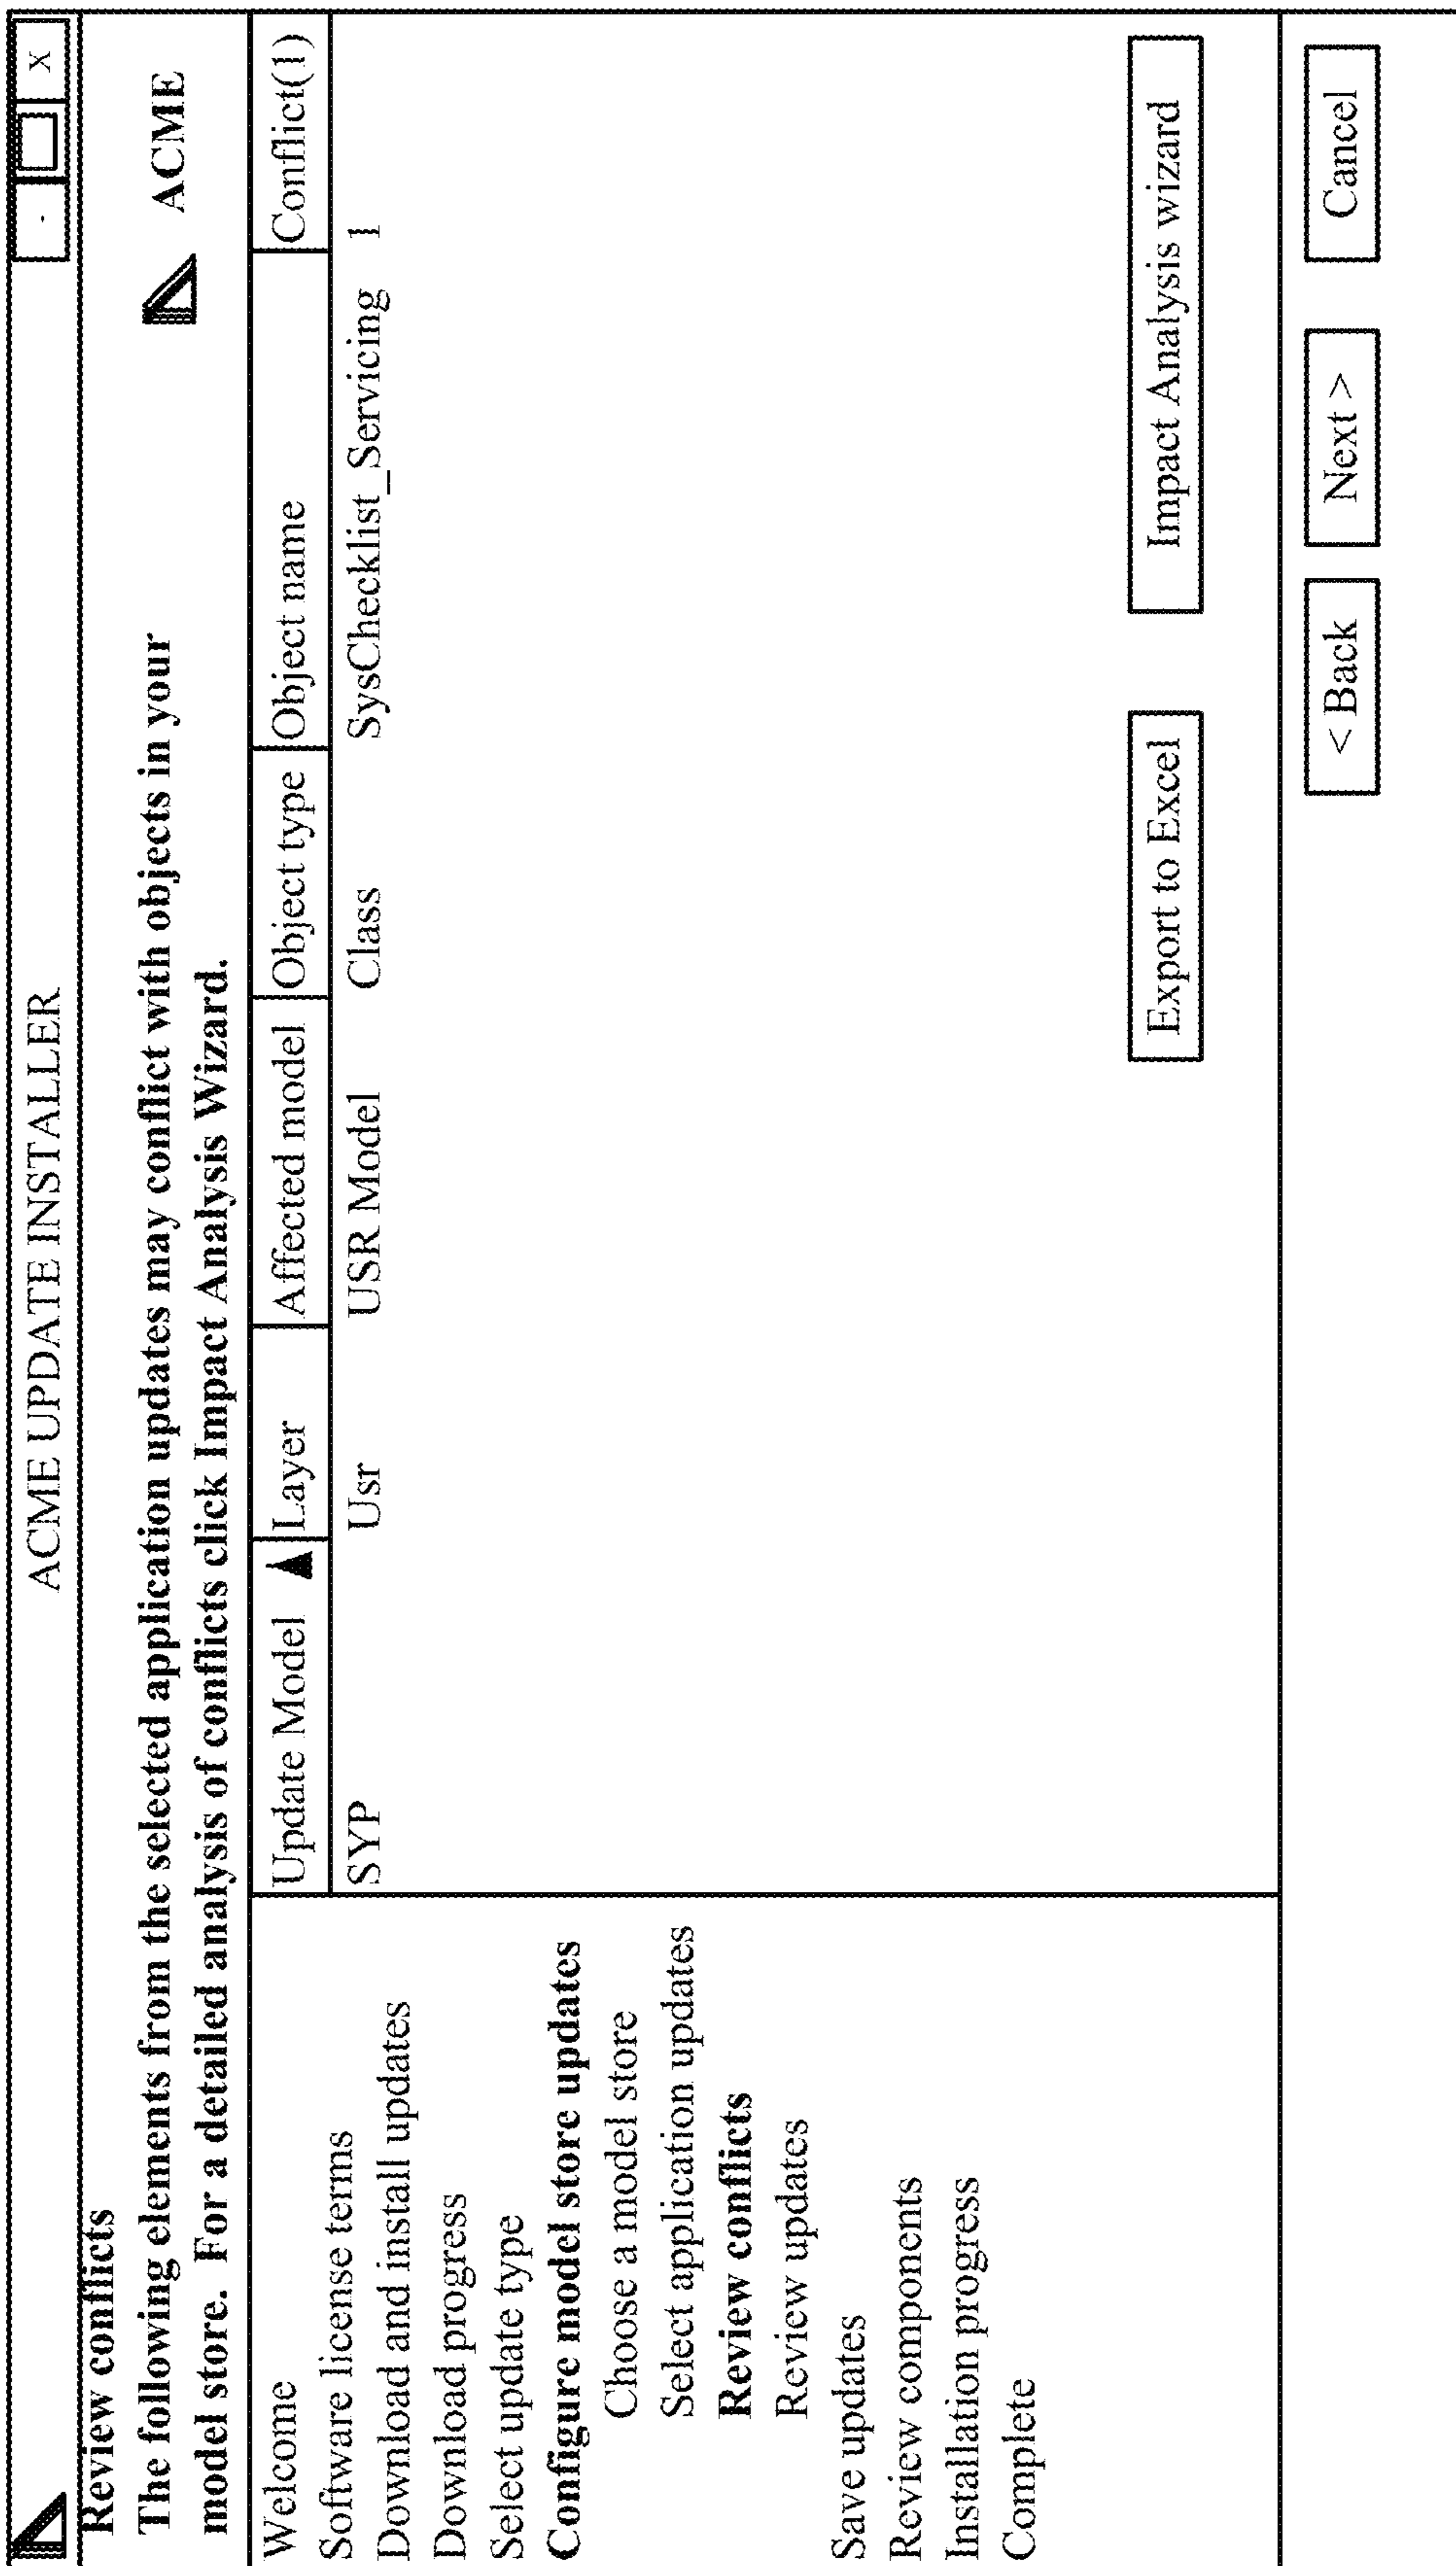 ACME UPDATE INSTALLER
- X
Review conflicts
The following elements from the selected application updates may conflict with objects in your
model store. For a detailed analysis of conflicts click Impact Analysis Wizard.
ACME
Welcome
Software license terms
Download and install updates
Download progress
Select update type
Configure model store updates
Choose a model store
Select application updates
Review conflicts
Review updates
Save updates
Review components
Installation progress
Complete
Update Model Layer Affected model Object type Object name Conflict(1)
SYP Usr USR Model Class SysChecklist_Servicing 1
Export to Excel Impact Analysis wizard
< Back Next > Cancel